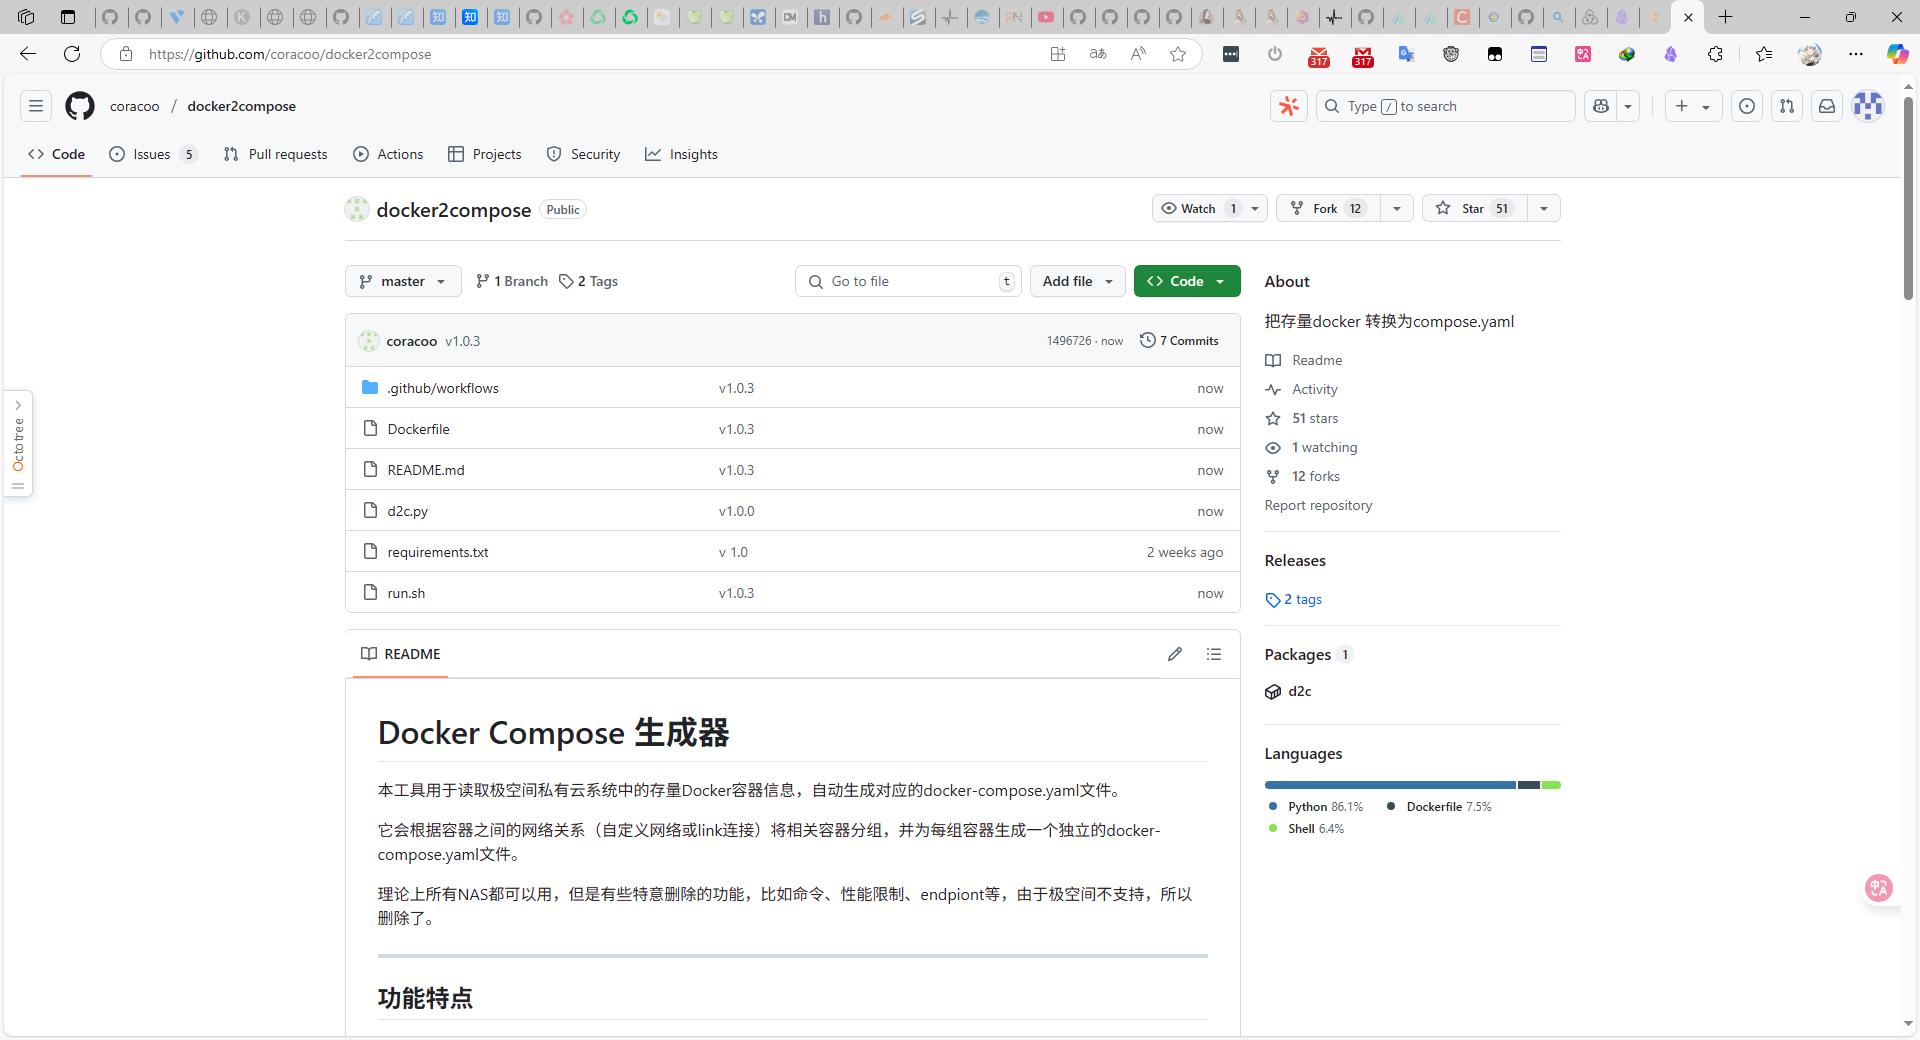 https://github.com/coracoo/docker2compose
317
317
coracoo / docker2compose
Type / to search
Code
Issues 5
Pull requests
Actions
Projects
Security
Insights
docker2compose Public
Watch 1
Fork 12
Star 51
master
1 Branch
2 Tags
Go to file t
Add file
Code
coracoo v1.0.3 1496726 · now 7 Commits
.github/workflows v1.0.3 now
Dockerfile v1.0.3 now
README.md v1.0.3 now
d2c.py v1.0.0 now
requirements.txt v 1.0 2 weeks ago
run.sh v1.0.3 now
README
Docker Compose 生成器
本工具用于读取极空间私有云系统中的存量Docker容器信息，自动生成对应的docker-compose.yaml文件。
它会根据容器之间的网络关系（自定义网络或link连接）将相关容器分组，并为每组容器生成一个独立的docker-
compose.yaml文件。
理论上所有NAS都可以用，但是有些特意删除的功能，比如命令、性能限制、endpiont等，由于极空间不支持，所以
删除了。
功能特点
About
把存量docker 转换为compose.yaml
Readme
Activity
51 stars
1 watching
12 forks
Report repository
Releases
2 tags
Packages 1
d2c
Languages
Python 86.1%
Dockerfile 7.5%
Shell 6.4%
Octotree